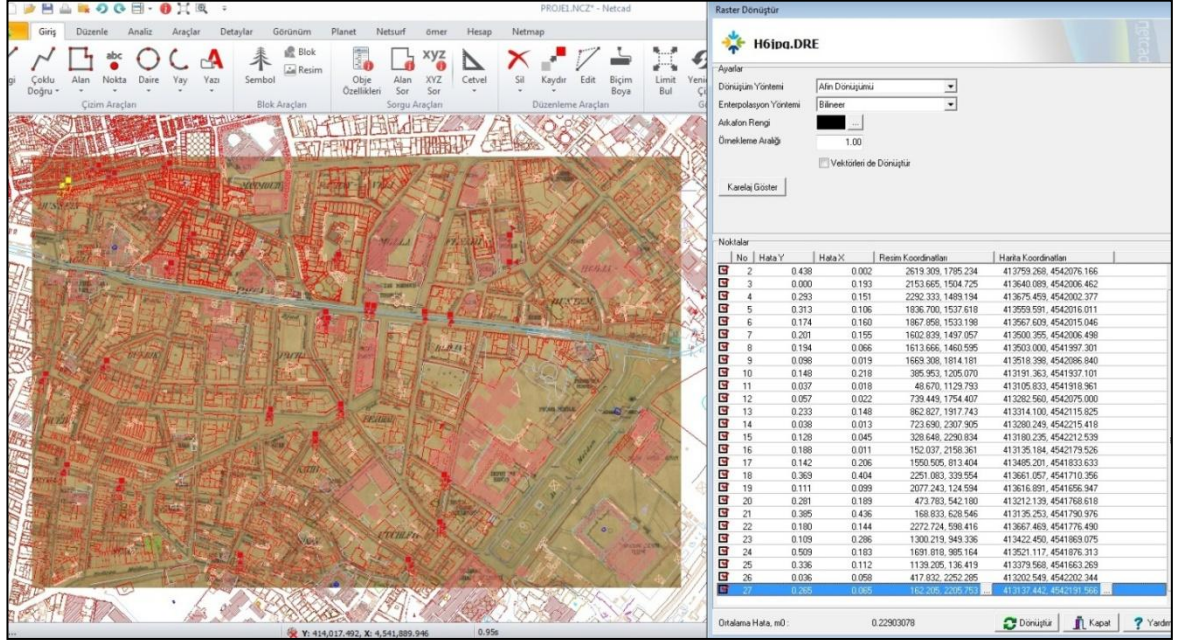 PROJE1.NCZ* - Netcad
Giriş Düzenle Analiz Araçlar Detaylar Görünüm Planet Netsurf ömer Hesap Netmap
Çoklu Doğru Alan Nokta Daire Yay Yazı Sembol Blok Resim Obje Özellikleri Alan Sor XYZ Sor Cetvel Sil Kaydır Edit Biçim Boya Limit Bul
Çizim Araçları Blok Araçları Sorgu Araçları Düzenleme Araçları
Y: 414,017.492, X: 4,541,889.946 0.95s
Raster Dönüştür
H6jpg.DRE
Ayarlar
Dönüşüm Yöntemi Afin Dönüşümü
Enterpolasyon Yöntemi Bilineer
Arkafon Rengi ...
Örnekleme Aralığı 1.00
Vektörleri de Dönüştür
Karelaj Göster
Noktalar
No Hata Y Hata X Resim Koordinatları Harita Koordinatları
2 0.438 0.002 2619.309, 1785.234 413759.268, 4542076.166
3 0.000 0.193 2153.665, 1504.725 413640.089, 4542006.462
4 0.293 0.151 2292.333, 1489.194 413675.459, 4542002.377
5 0.313 0.106 1836.700, 1537.618 413559.591, 4542016.011
6 0.174 0.160 1867.858, 1533.198 413567.609, 4542015.046
7 0.201 0.155 1602.839, 1497.057 413500.355, 4542006.498
8 0.194 0.066 1613.666, 1460.595 413503.000, 4541997.301
9 0.098 0.019 1669.308, 1814.181 413518.398, 4542086.840
10 0.148 0.218 385.953, 1205.070 413191.363, 4541937.101
11 0.037 0.018 48.670, 1129.793 413105.833, 4541918.961
12 0.057 0.022 739.449, 1754.407 413282.560, 4542075.000
13 0.233 0.148 862.827, 1917.743 413314.100, 4542115.825
14 0.038 0.013 723.690, 2307.905 413280.249, 4542215.418
15 0.128 0.045 328.648, 2290.834 413180.235, 4542212.539
16 0.188 0.011 152.037, 2158.361 413135.184, 4542179.526
17 0.142 0.206 1550.505, 813.404 413485.201, 4541833.633
18 0.369 0.404 2251.083, 339.554 413661.057, 4541710.356
19 0.111 0.099 2077.243, 124.594 413616.891, 4541656.947
20 0.281 0.189 473.783, 542.180 413212.139, 4541768.618
21 0.385 0.436 168.833, 628.546 413135.253, 4541790.976
22 0.180 0.144 2272.724, 598.416 413667.469, 4541776.490
23 0.109 0.286 1300.219, 949.336 413422.450, 4541869.075
24 0.509 0.183 1691.818, 985.164 413521.117, 4541876.313
25 0.336 0.112 1139.205, 136.419 413379.568, 4541663.269
26 0.036 0.058 417.832, 2252.285 413202.549, 4542202.344
27 0.265 0.065 162.205, 2205.753 ... 413137.442, 4542191.566 ...
Ortalama Hata, m0 : 0.22903078 Dönüştür Kapat ? Yardım